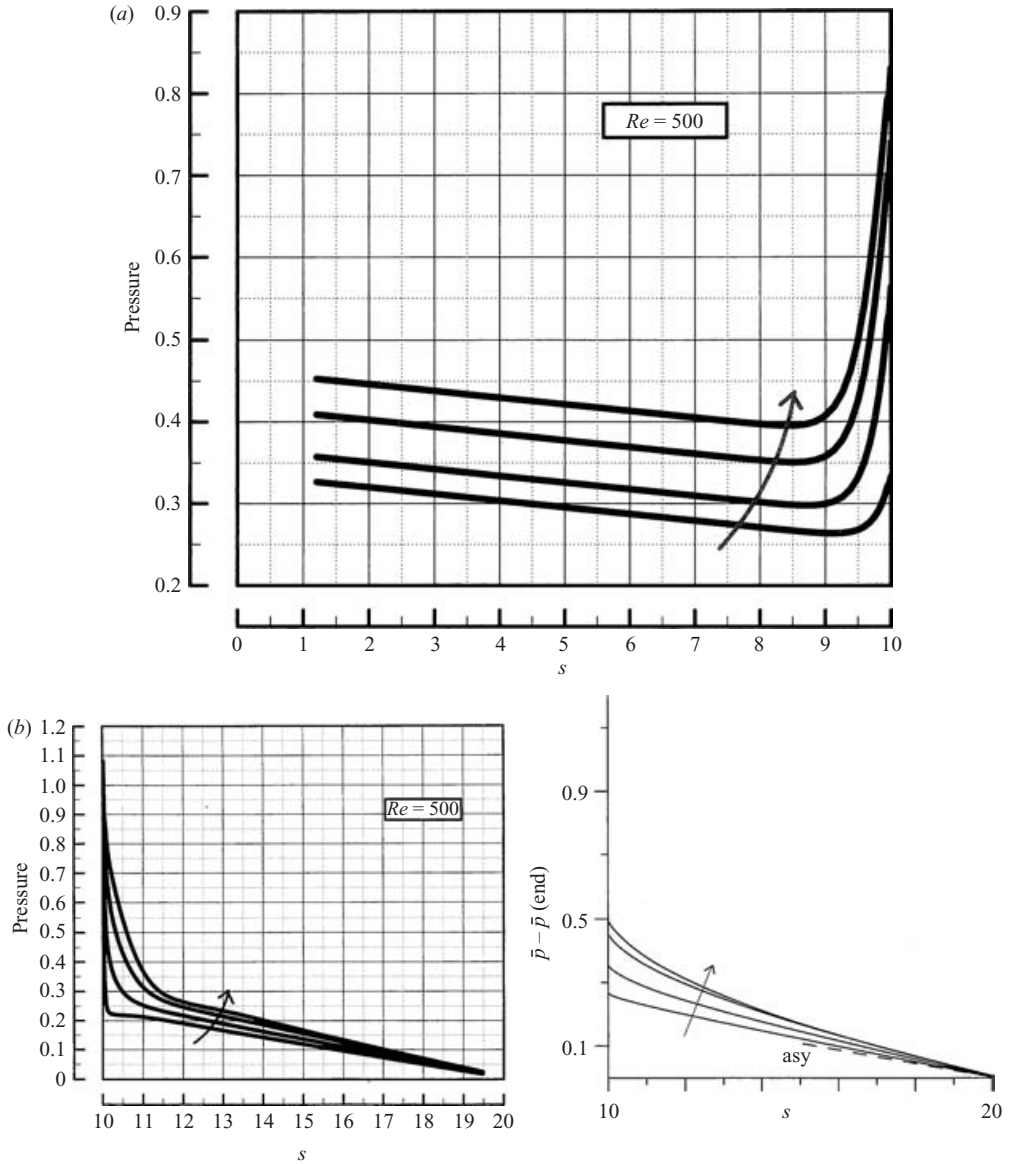 (a)
0.9
0.8
0.7
0.6
0.5
0.4
0.3
0.2
Pressure
Re = 500
0 1 2 3 4 5 6 7 8 9 10
s
(b)
1.2
1.1
1.0
0.9
0.8
0.7
0.6
0.5
0.4
0.3
0.2
0.1
0
Pressure
Re = 500
10 11 12 13 14 15 16 17 18 19 20
s
0.9
0.5
0.1
p̄ – p̄ (end)
asy
10 20
s